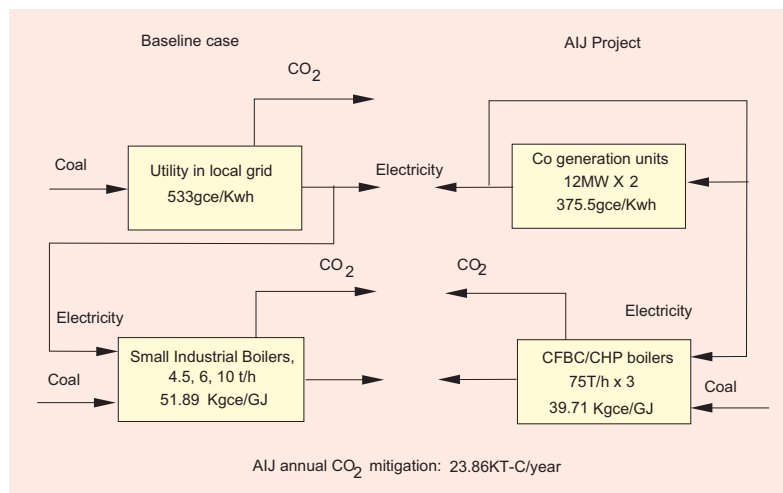 Baseline case
AIJ Project
CO2
Coal
Utility in local grid
533gce/Kwh
Electricity
Co generation units
12MW X 2
375.5gce/Kwh
CO2
CO2
Electricity
Electricity
Small Industrial Boilers,
4.5, 6, 10 t/h
51.89 Kgce/GJ
Coal
CFBC/CHP boilers
75T/h x 3
39.71 Kgce/GJ
Coal
AIJ annual CO2 mitigation: 23.86KT-C/year